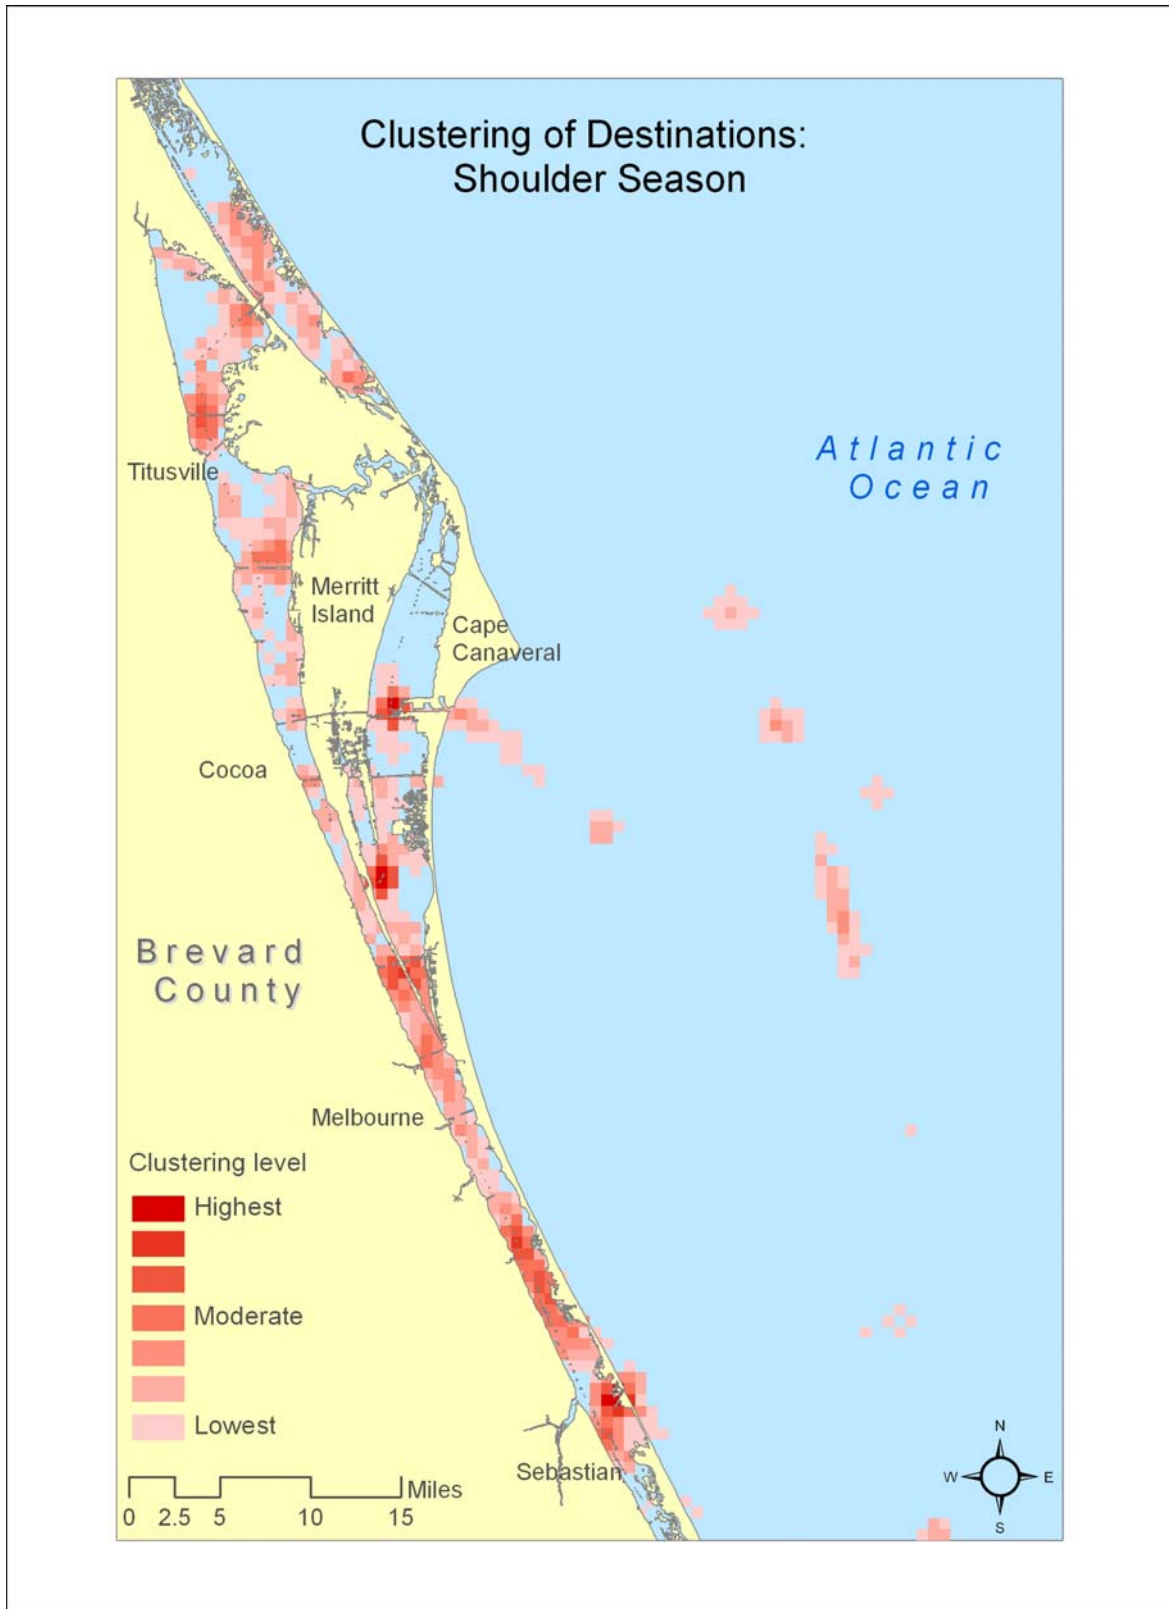 Clustering of Destinations:
Shoulder Season
Atlantic
Ocean
Titusville
Merritt
Island
Cape
Canaveral
Cocoa
Brevard
County
Melbourne
Clustering level
Highest
Moderate
Lowest
Sebastian
Miles
0 2.5 5 10 15
N
W E
S